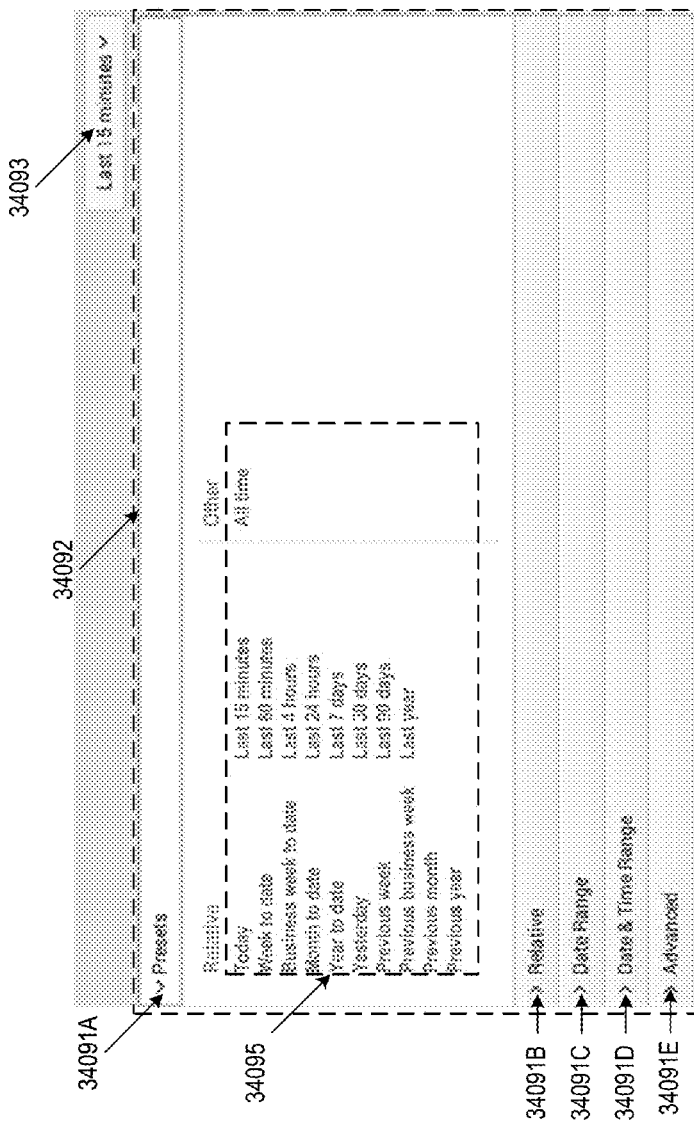 34093
Last 15 minutes
34092
34091A
Presets
Relative
Other
Today
Last 15 minutes
All time
Week to date
Last 60 minutes
Business week to date
Last 4 hours
Month to date
Last 24 hours
Year to date
Last 7 days
Yesterday
Last 30 days
Previous week
Last 90 days
Previous business week
Last year
Previous month
Previous year
34095
34091B
> Relative
34091C
> Date Range
34091D
> Date & Time Range
34091E
> Advanced